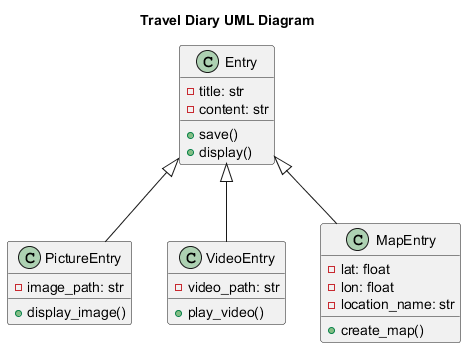 Travel Diary UML Diagram
C Entry
title: str
content: str
save()
display()
C PictureEntry
image_path: str
display_image()
C VideoEntry
video_path: str
play_video()
C MapEntry
lat: float
lon: float
location_name: str
create_map()